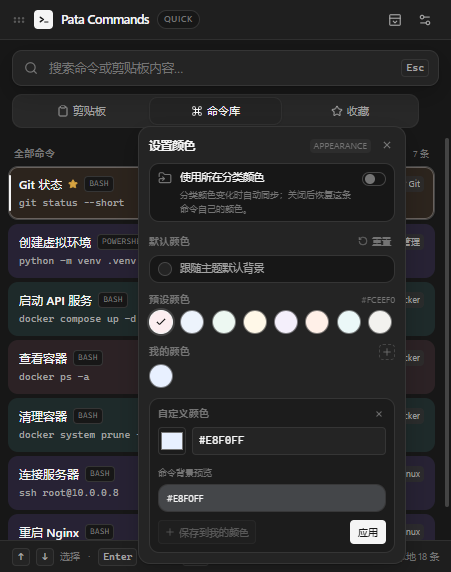 Pata Commands QUICK
搜索命令或剪贴板内容... Esc
剪贴板 命令库 收藏
全部命令 7 条
Git 状态 BASH Git
git status --short
创建虚拟环境
python -m venv .venv
启动 API 服务 BASH
docker compose up -d
查看容器 BASH
docker ps -a
清理容器 BASH
docker system prune -
连接服务器 BASH
ssh root@10.0.0.8
重启 Nginx BASH
↑ ↓ 选择 · Enter 18 条
设置颜色 APPEARANCE ×
使用所在分类颜色
分类颜色变化时自动同步；关闭后恢复这条
命令自己的颜色。
默认颜色 重置
跟随主题默认背景
预设颜色 #FCEEF0
我的颜色
自定义颜色 ×
#E8F0FF
命令背景预览
#E8F0FF
+ 保存到我的颜色 应用